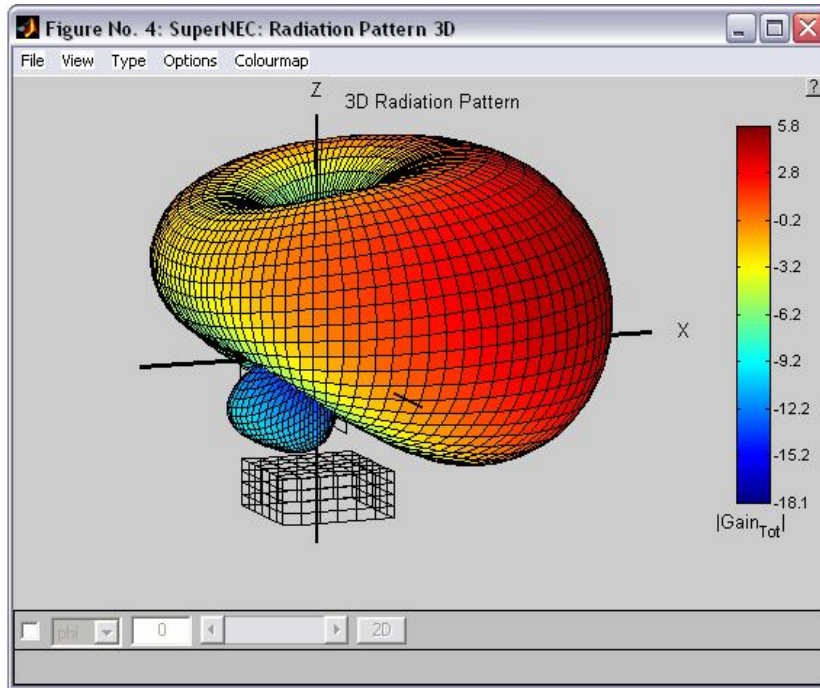 Figure No. 4: SuperNEC: Radiation Pattern 3D
File View Type Options Colourmap
?
Z
3D Radiation Pattern
5.8
2.8
-0.2
-3.2
-6.2
-9.2
-12.2
-15.2
-18.1
X
|Gain_Tot|
phi 0 2D